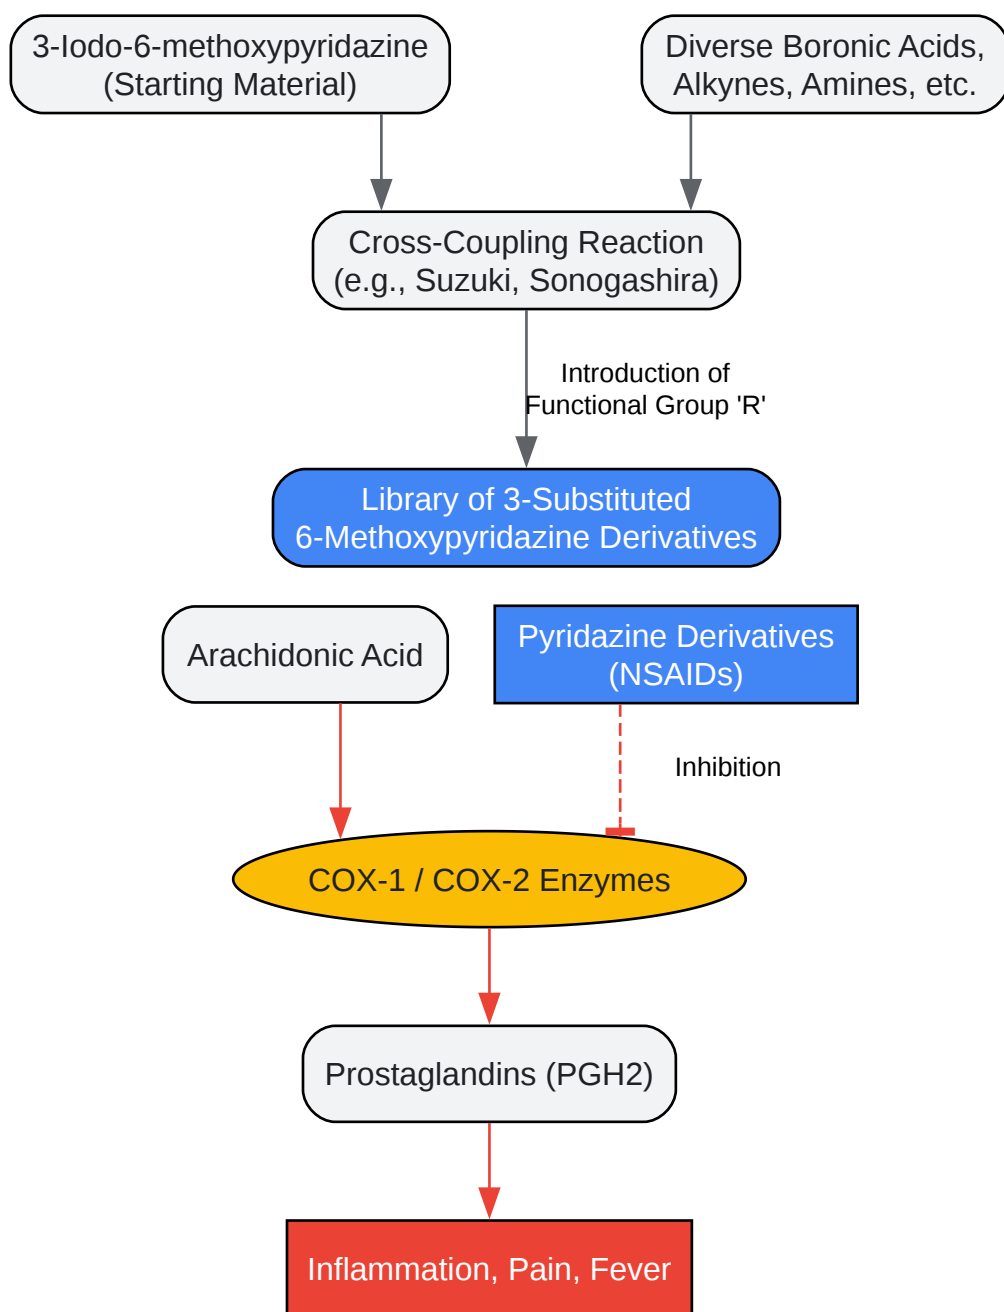 3-Iodo-6-methoxypyridazine
(Starting Material)
Diverse Boronic Acids,
Alkynes, Amines, etc.
Cross-Coupling Reaction
(e.g., Suzuki, Sonogashira)
Introduction of
Functional Group 'R'
Library of 3-Substituted
6-Methoxypyridazine Derivatives
Arachidonic Acid
Pyridazine Derivatives
(NSAIDs)
Inhibition
COX-1 / COX-2 Enzymes
Prostaglandins (PGH2)
Inflammation, Pain, Fever